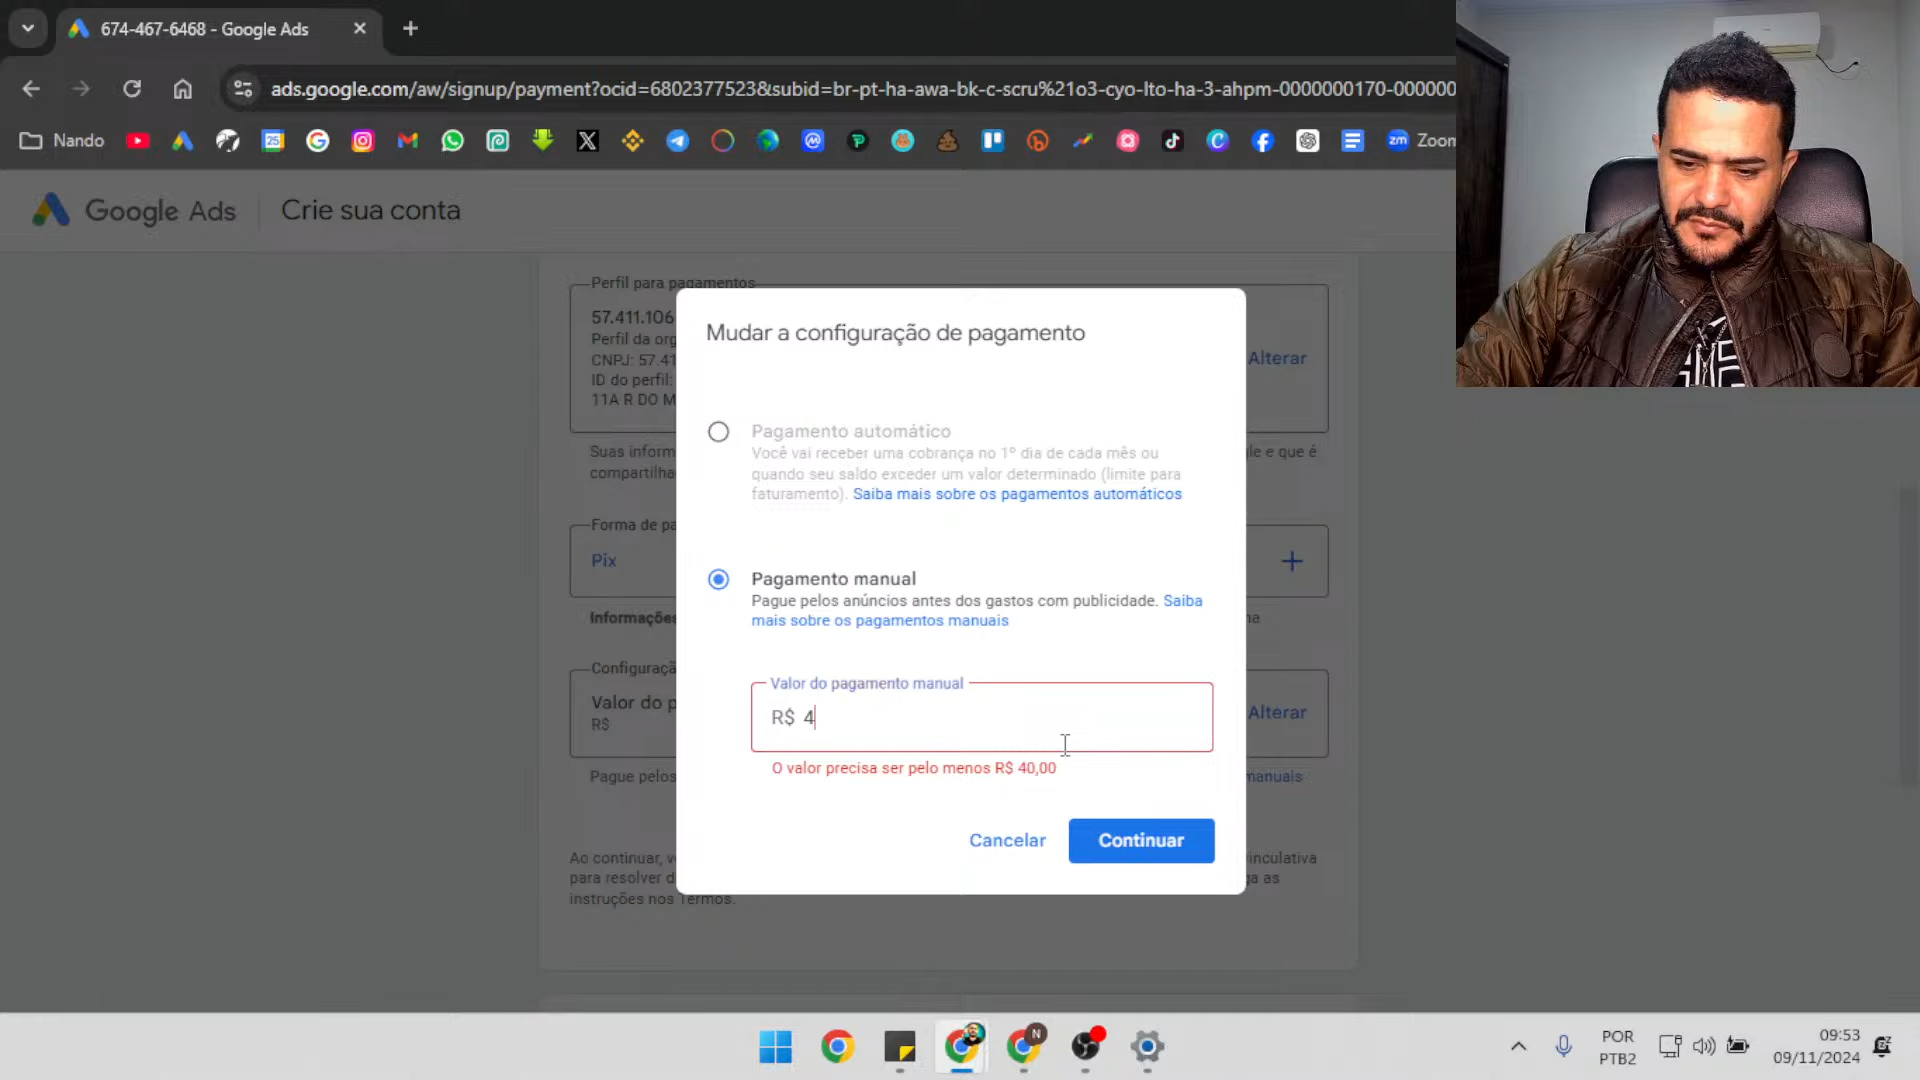 674-467-6468 - Google Ads
ads.google.com/aw/signup/payment?ocid=6802377523&subid=br-pt-ha-awa-bk-c-scru%21o3-cyo-lto-ha-3-ahpm-0000000170-000000
Nando
Zoom
Google Ads
Crie sua conta
Perfil para pagamentos
57.411.106
Perfil da org
CNPJ: 57.41
ID do perfil:
11A R DO M
Alterar
Suas inform
gle e que é
compartilha
Forma de pa
Pix
Informações
ha
Configuraçã
Valor do p
R$
Alterar
Pague pelos
manuais
Ao continuar, v
vinculativa
para resolver d
ga as
instruções nos Termos.
Mudar a configuração de pagamento
Pagamento automático
Você vai receber uma cobrança no 1º dia de cada mês ou
quando seu saldo exceder um valor determinado (limite para
faturamento). Saiba mais sobre os pagamentos automáticos
Pagamento manual
Pague pelos anúncios antes dos gastos com publicidade. Saiba
mais sobre os pagamentos manuais
Valor do pagamento manual
R$ 4
O valor precisa ser pelo menos R$ 40,00
Cancelar
Continuar
POR
PTB2
09:53
09/11/2024